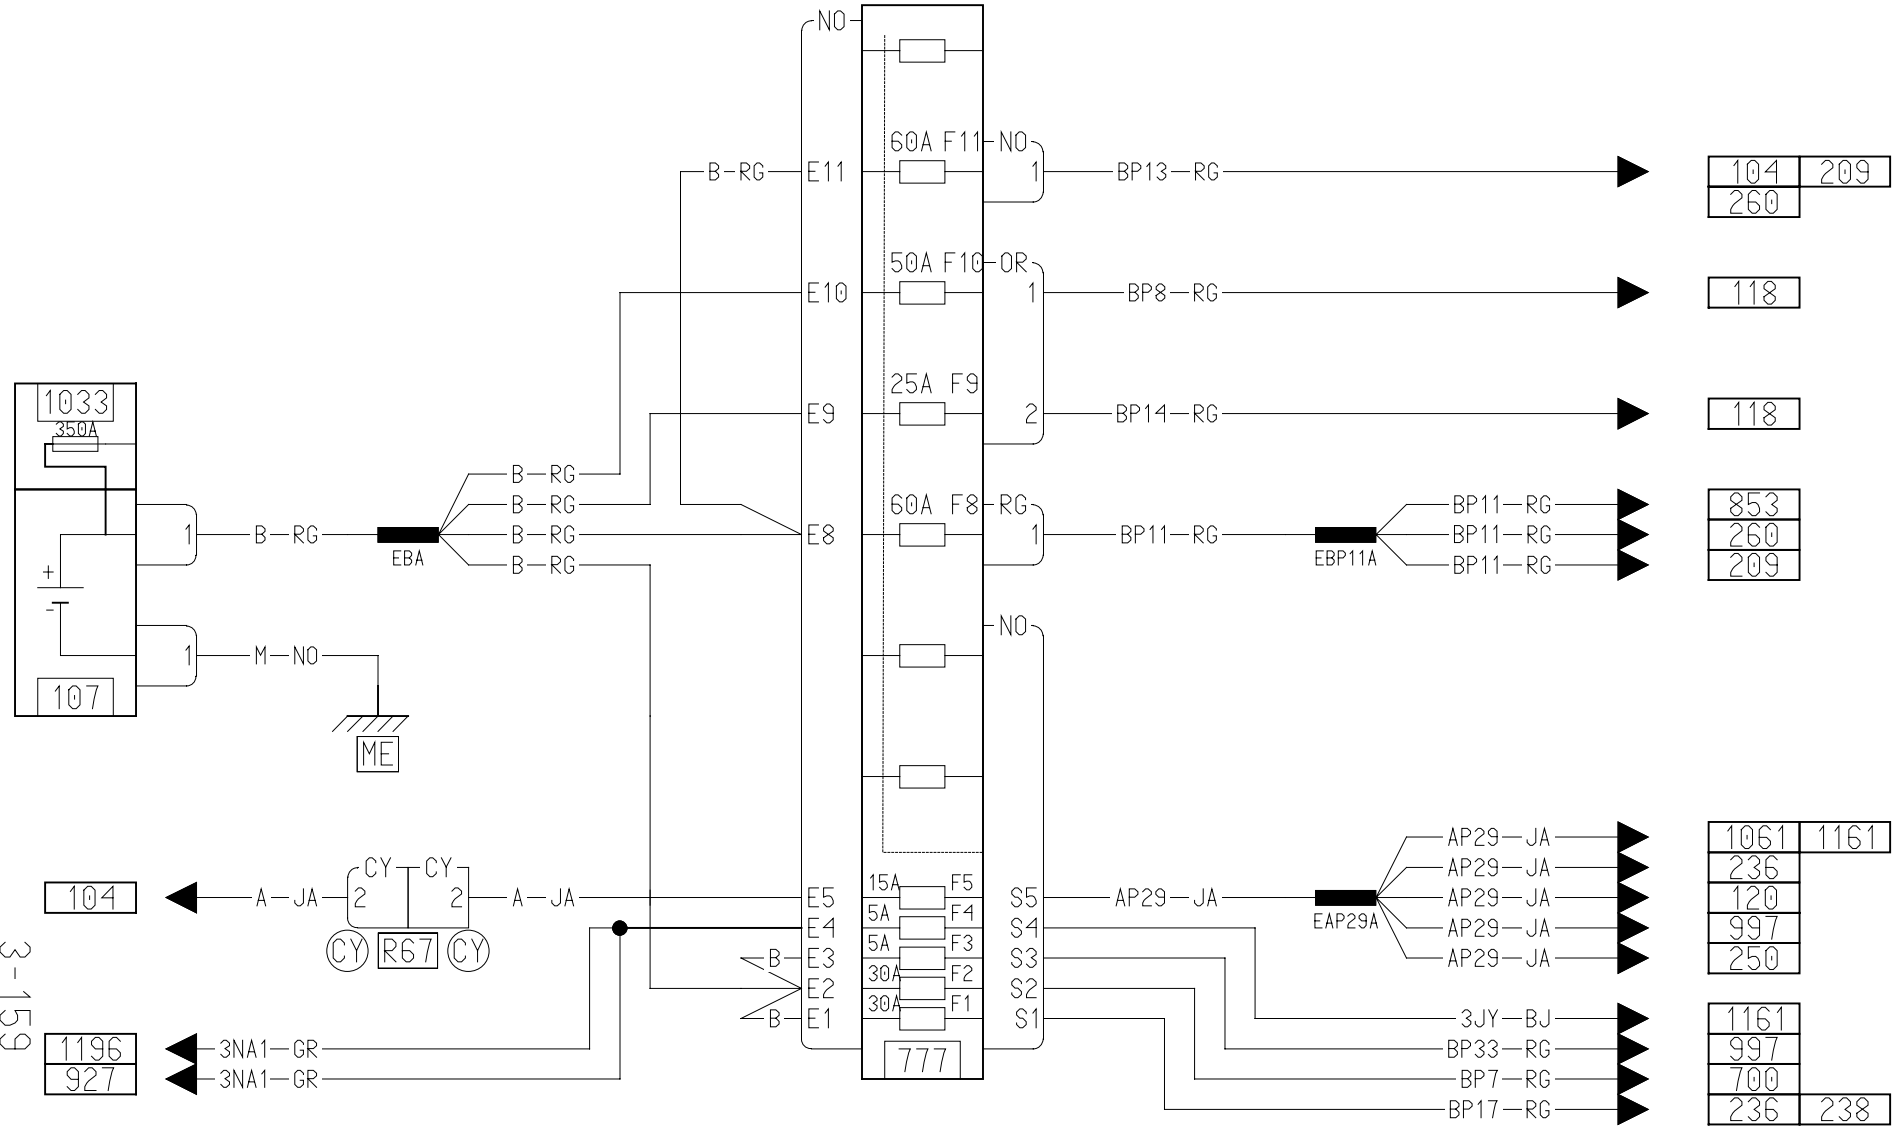 NO
60A F11 NO
B RG E11 1 BP13 RG 104 209
260
50A F10 OR
E10 1 BP8 RG 118
25A F9
1033
350A
E9 2 BP14 RG 118
B RG
B RG 60A F8 RG BP11 RG 853
1 B RG B RG E8 1 BP11 RG BP11 RG 260
EBA EBP11A
B RG BP11 RG 209
+
-
NO
1 M NO
107
ME
AP29 JA 1061 1161
CY CY AP29 JA 236
15A F5
104 A JA 2 2 A JA E5 S5 AP29 JA AP29 JA 120
5A F4
EAP29A
E4 S4 AP29 JA 997
5A F3
CY R67 CY
B E3 S3 AP29 JA 250
30A F2
E2 S2
30A F1
B E1 S1 3JY BJ 1161
3-159
1196 3NA1 GR 777 BP33 RG 997
927 3NA1 GR BP7 RG 700
BP17 RG 236 238